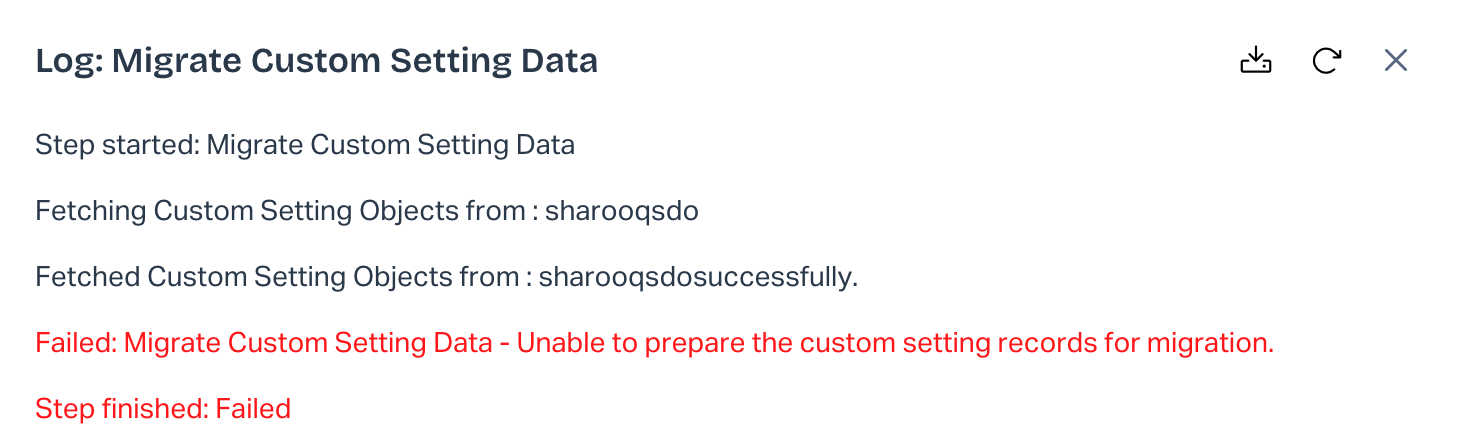 Log: Migrate Custom Setting Data
Step started: Migrate Custom Setting Data
Fetching Custom Setting Objects from : sharooqsdo
Fetched Custom Setting Objects from : sharooqsdosuccessfully.
Failed: Migrate Custom Setting Data - Unable to prepare the custom setting records for migration.
Step finished: Failed